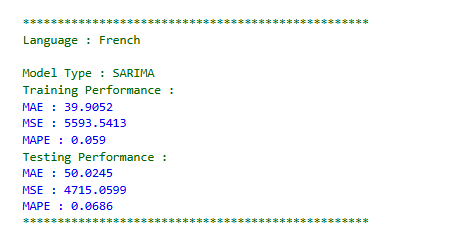 **************************************************
Language : French
Model Type : SARIMA
Training Performance :
MAE : 39.9052
MSE : 5593.5413
MAPE : 0.059
Testing Performance :
MAE : 50.0245
MSE : 4715.0599
MAPE : 0.0686
**************************************************